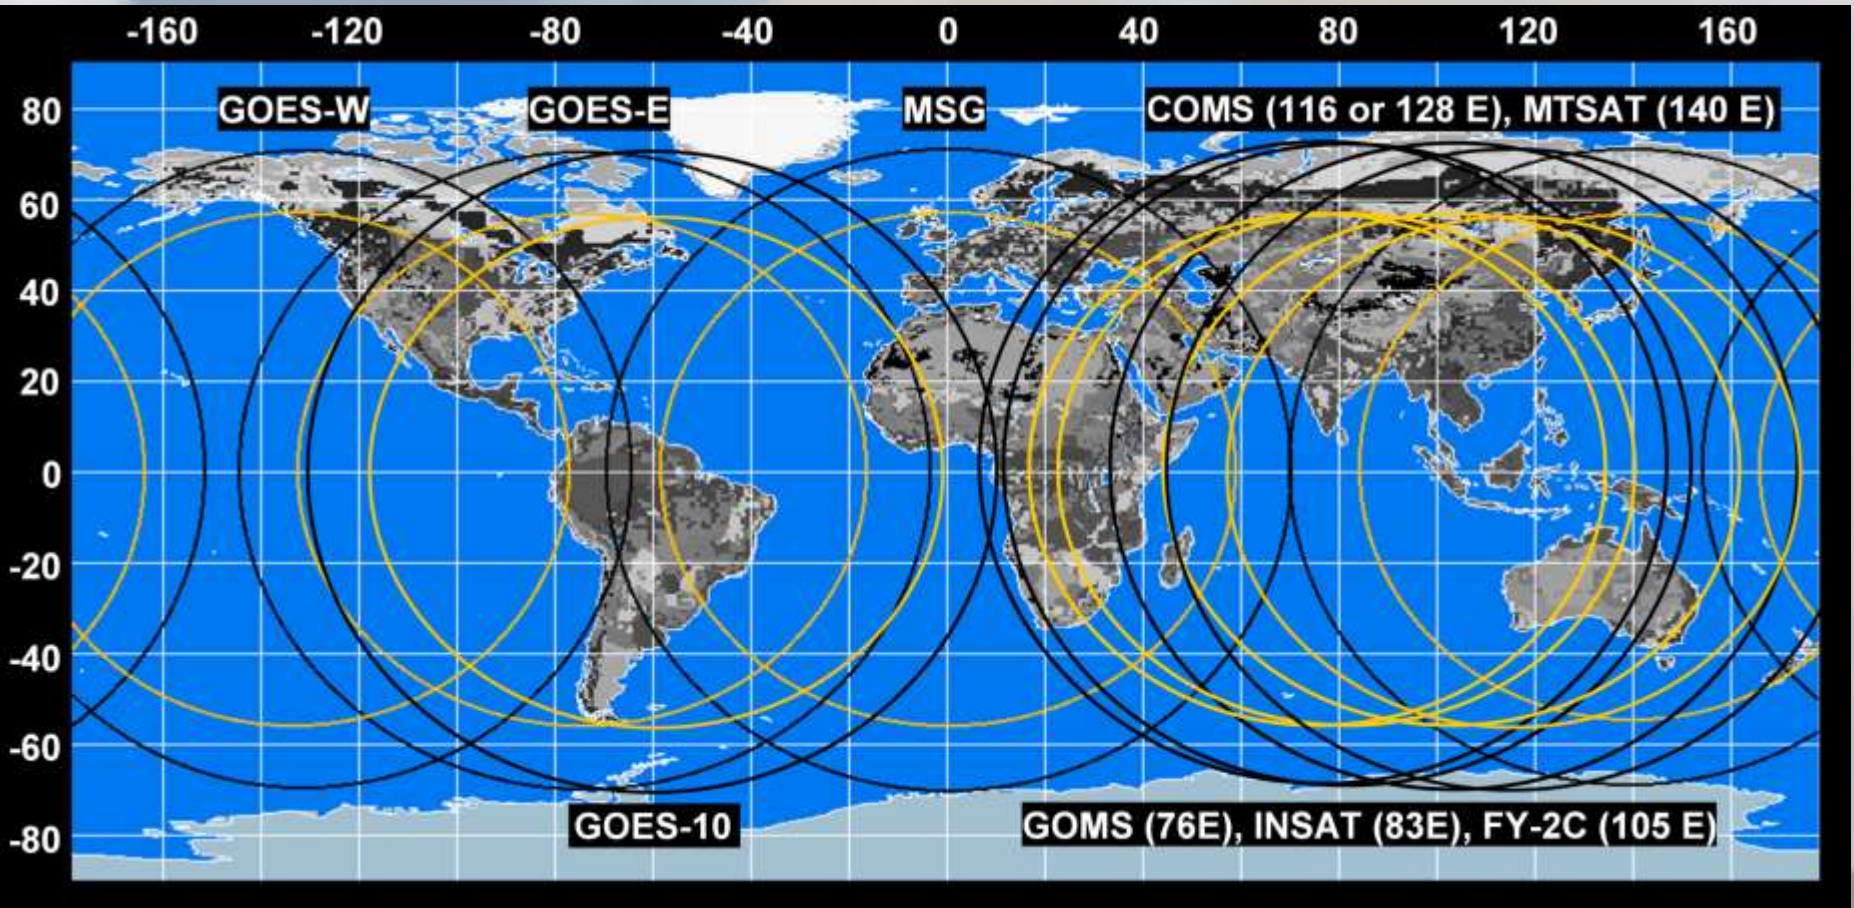 -160 -120 -80 -40 0 40 80 120 160
80 GOES-W GOES-E MSG COMS (116 or 128 E), MTSAT (140 E)
60
40
20
0
-20
-40
-60
GOES-10 GOMS (76E), INSAT (83E), FY-2C (105 E)
-80